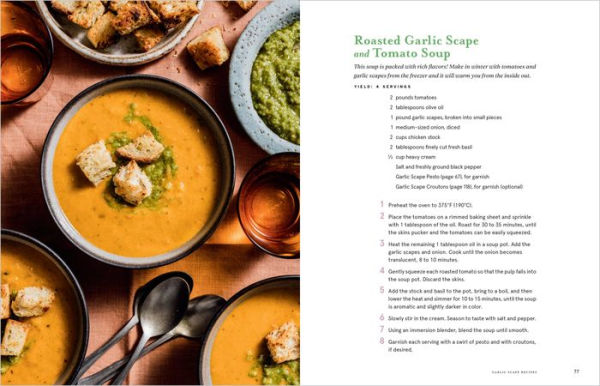 Roasted Garlic Scape
and Tomato Soup
This soup is packed with rich flavors! Make in winter with tomatoes and
garlic scapes from the freezer and it will warm you from the inside out.
YIELD: 4 SERVINGS
2 pounds tomatoes
2 tablespoons olive oil
1 pound garlic scapes, broken into small pieces
1 medium-sized onion, diced
2 cups chicken stock
2 tablespoons finely cut fresh basil
½ cup heavy cream
Salt and freshly ground black pepper
Garlic Scape Pesto (page 67), for garnish
Garlic Scape Croutons (page 118), for garnish (optional)
1 Preheat the oven to 375°F (190°C).
2 Place the tomatoes on a rimmed baking sheet and sprinkle
with 1 tablespoon of the oil. Roast for 30 to 35 minutes, until
the skins pucker and the tomatoes can be easily squeezed.
3 Heat the remaining 1 tablespoon oil in a soup pot. Add the
garlic scapes and onion. Cook until the onion becomes
translucent, 8 to 10 minutes.
4 Gently squeeze each roasted tomato so that the pulp falls into
the soup pot. Discard the skins.
5 Add the stock and basil to the pot, bring to a boil, and then
lower the heat and simmer for 10 to 15 minutes, until the soup
is aromatic and slightly darker in color.
6 Slowly stir in the cream. Season to taste with salt and pepper.
7 Using an immersion blender, blend the soup until smooth.
8 Garnish each serving with a swirl of pesto and with croutons,
if desired.
GARLIC SCAPE RECIPES 77